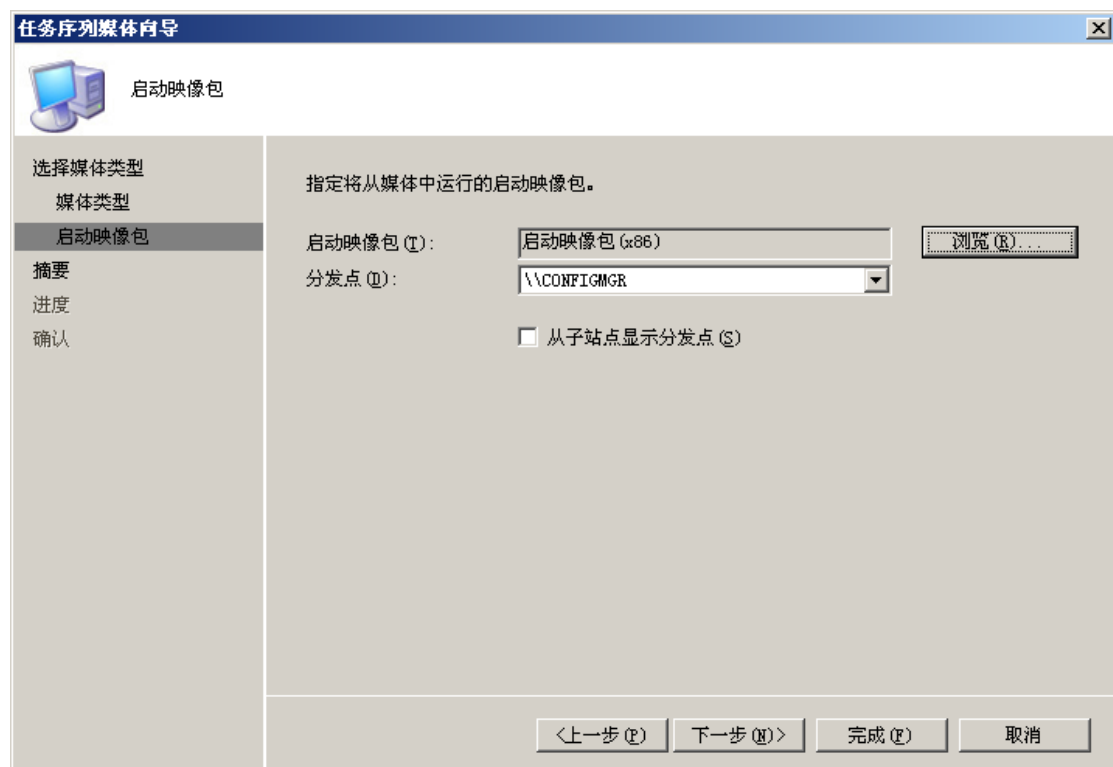 任务序列媒体向导
启动映像包
选择媒体类型
媒体类型
启动映像包
摘要
进度
确认
指定将从媒体中运行的启动映像包。
启动映像包(T): 启动映像包(x86) 浏览(R)...
分发点(D): \\CONFIGMGR
从子站点显示分发点(S)
<上一步(P) 下一步(N)> 完成(F) 取消